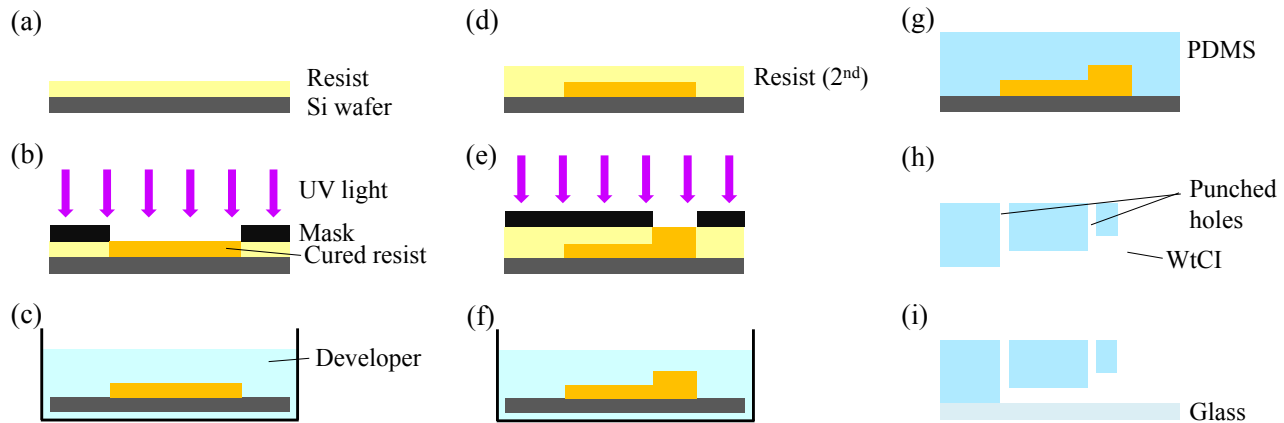 (a)
Resist
Si wafer
(b)
UV light
Mask
Cured resist
(c)
Developer
(d)
Resist (2nd)
(e)
(f)
(g)
PDMS
(h)
Punched
holes
WtCI
(i)
Glass